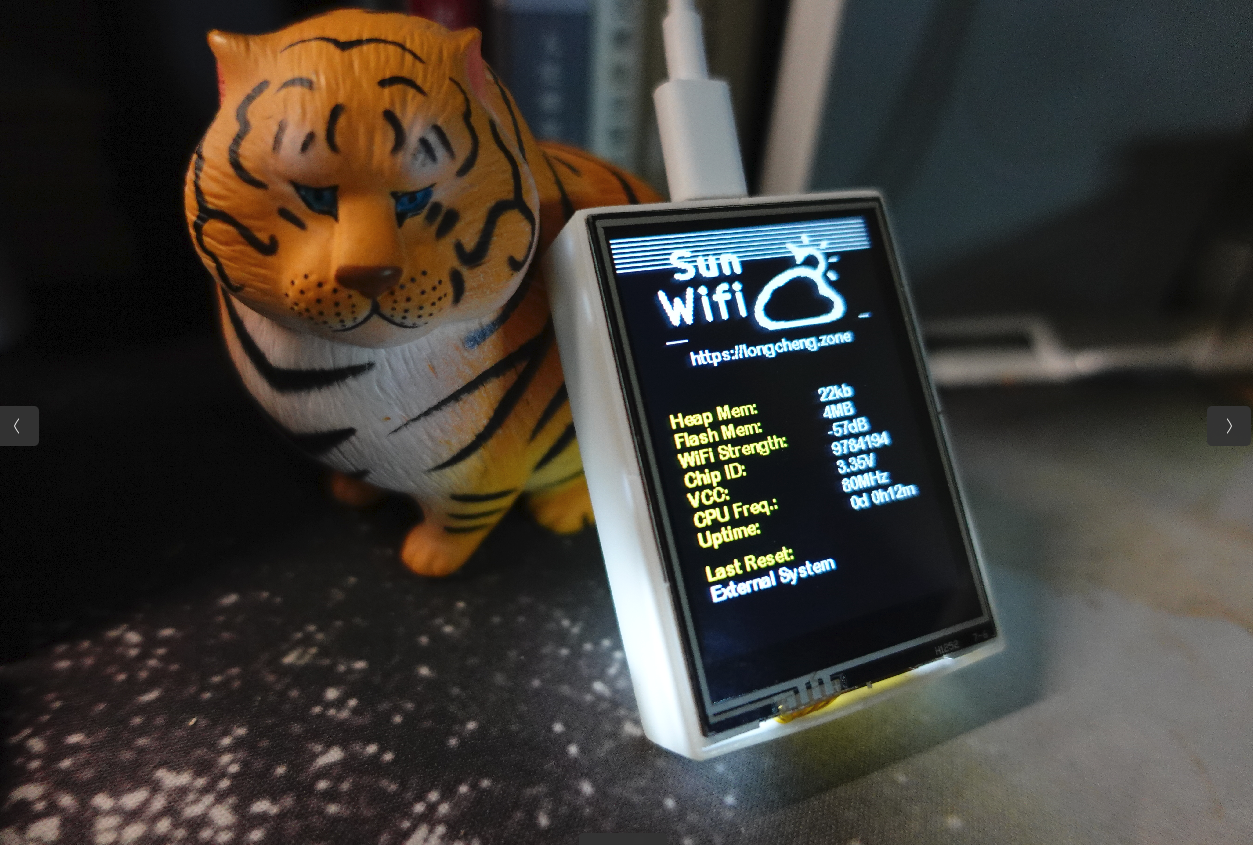 Sun
Wifi
https://longcheng.zone
Heap Mem: 22kb
Flash Mem: 4MB
WiFi Strength: -57dB
Chip ID: 9784194
VCC: 3.35V
CPU Freq.: 80MHz
Uptime: 0d 0h12m
Last Reset:
External System